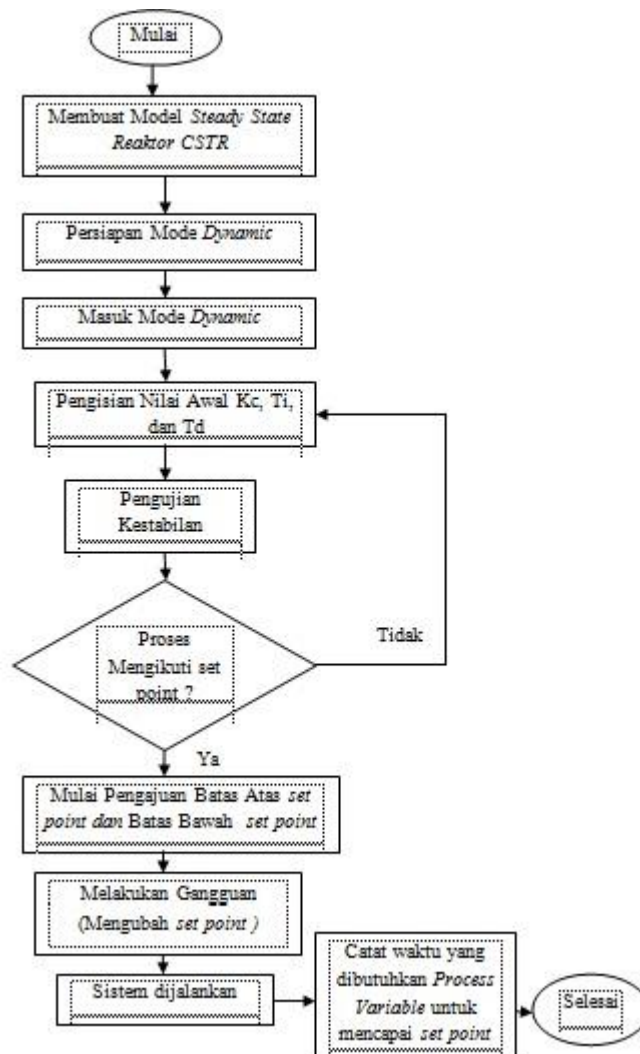 Mulai
Membuat Model Steady State
Reaktor CSTR
Persiapan Mode Dynamic
Masuk Mode Dynamic
Pengisian Nilai Awal Kc, Ti,
dan Td
Pengujian
Kestabilan
Proses
Mengikuti set
point ?
Tidak
Ya
Mulai Pengajuan Batas Atas set
point dan Batas Bawah set point
Melakukan Gangguan
(Mengubah set point )
Sistem dijalankan
Catat waktu yang
dibutuhkan Process
Variable untuk
mencapai set point
Selesai